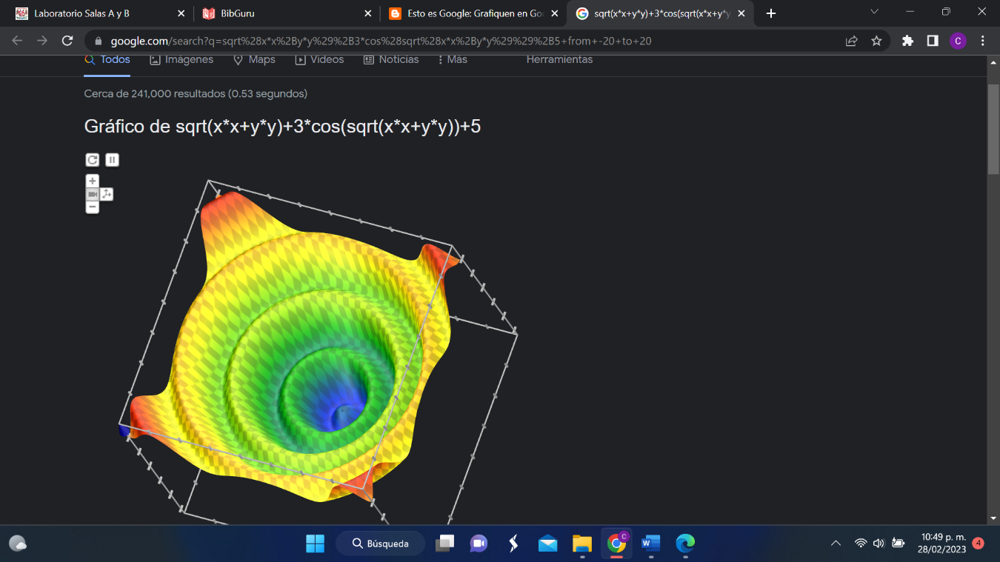 Laboratorio Salas A y B
BibGuru
Esto es Google: Grafiquen en Goo
sqrt(x*x+y*y)+3*cos(sqrt(x*x+y*y
google.com/search?q=sqrt%28x*x%2By*y%29%2B3*cos%28sqrt%28x*x%2By*y%29%29%2B5+from+-20+to+20
C
Todos
Imágenes
Maps
Videos
Noticias
Más
Herramientas
Cerca de 241,000 resultados (0.53 segundos)
Gráfico de sqrt(x*x+y*y)+3*cos(sqrt(x*x+y*y))+5
Búsqueda
C
W
10:49 p. m.
28/02/2023
4